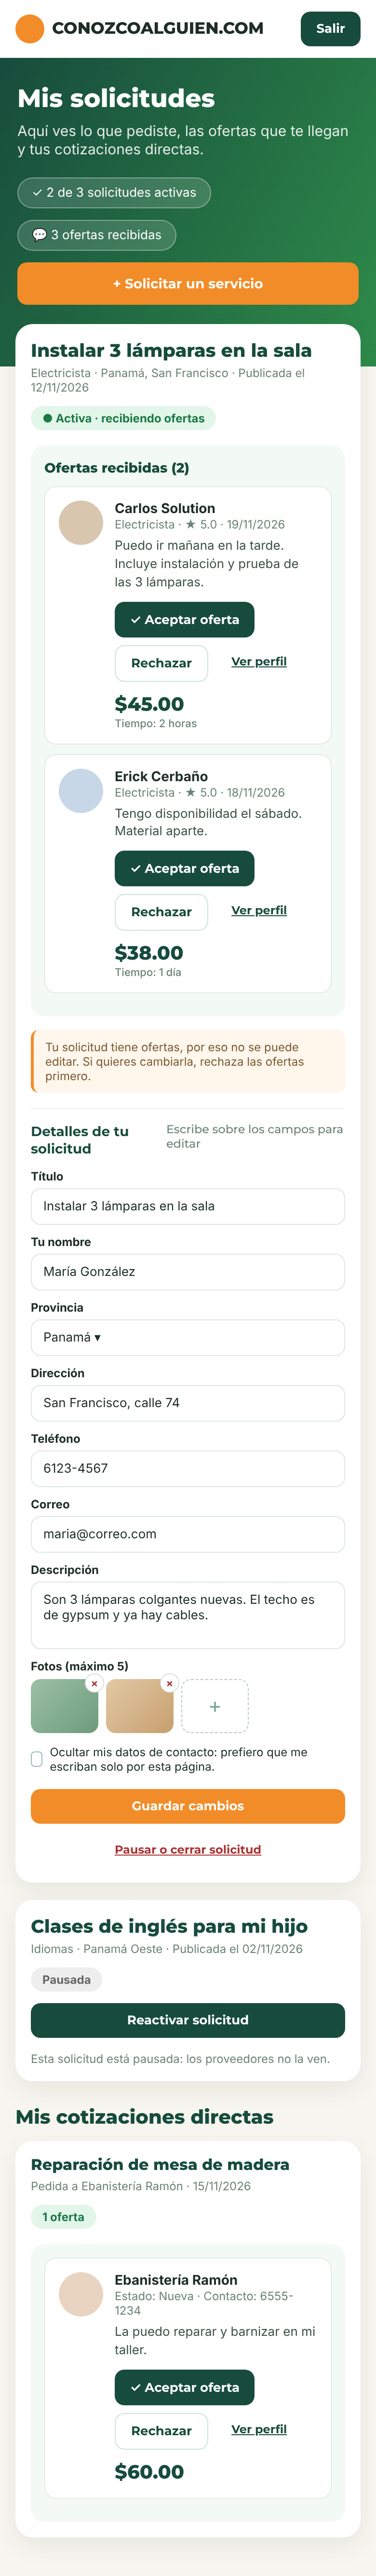 CONOZCOALGUIEN.COM
Salir
Mis solicitudes
Aquí ves lo que pediste, las ofertas que te llegan
y tus cotizaciones directas.
✓ 2 de 3 solicitudes activas
💬 3 ofertas recibidas
+ Solicitar un servicio
Instalar 3 lámparas en la sala
Electricista · Panamá, San Francisco · Publicada el
12/11/2026
● Activa · recibiendo ofertas
Ofertas recibidas (2)
Carlos Solution
Electricista · ★ 5.0 · 19/11/2026
Puedo ir mañana en la tarde.
Incluye instalación y prueba de
las 3 lámparas.
✓ Aceptar oferta
Rechazar
Ver perfil
$45.00
Tiempo: 2 horas
Erick Cerbaño
Electricista · ★ 5.0 · 18/11/2026
Tengo disponibilidad el sábado.
Material aparte.
✓ Aceptar oferta
Rechazar
Ver perfil
$38.00
Tiempo: 1 día
Tu solicitud tiene ofertas, por eso no se puede
editar. Si quieres cambiarla, rechaza las ofertas
primero.
Detalles de tu
solicitud
Escribe sobre los campos para
editar
Título
Instalar 3 lámparas en la sala
Tu nombre
María González
Provincia
Panamá ▾
Dirección
San Francisco, calle 74
Teléfono
6123-4567
Correo
maria@correo.com
Descripción
Son 3 lámparas colgantes nuevas. El techo es
de gypsum y ya hay cables.
Fotos (máximo 5)
×
×
+
Ocultar mis datos de contacto: prefiero que me
escriban solo por esta página.
Guardar cambios
Pausar o cerrar solicitud
Clases de inglés para mi hijo
Idiomas · Panamá Oeste · Publicada el 02/11/2026
Pausada
Reactivar solicitud
Esta solicitud está pausada: los proveedores no la ven.
Mis cotizaciones directas
Reparación de mesa de madera
Pedida a Ebanistería Ramón · 15/11/2026
1 oferta
Ebanistería Ramón
Estado: Nueva · Contacto: 6555-
1234
La puedo reparar y barnizar en mi
taller.
✓ Aceptar oferta
Rechazar
Ver perfil
$60.00